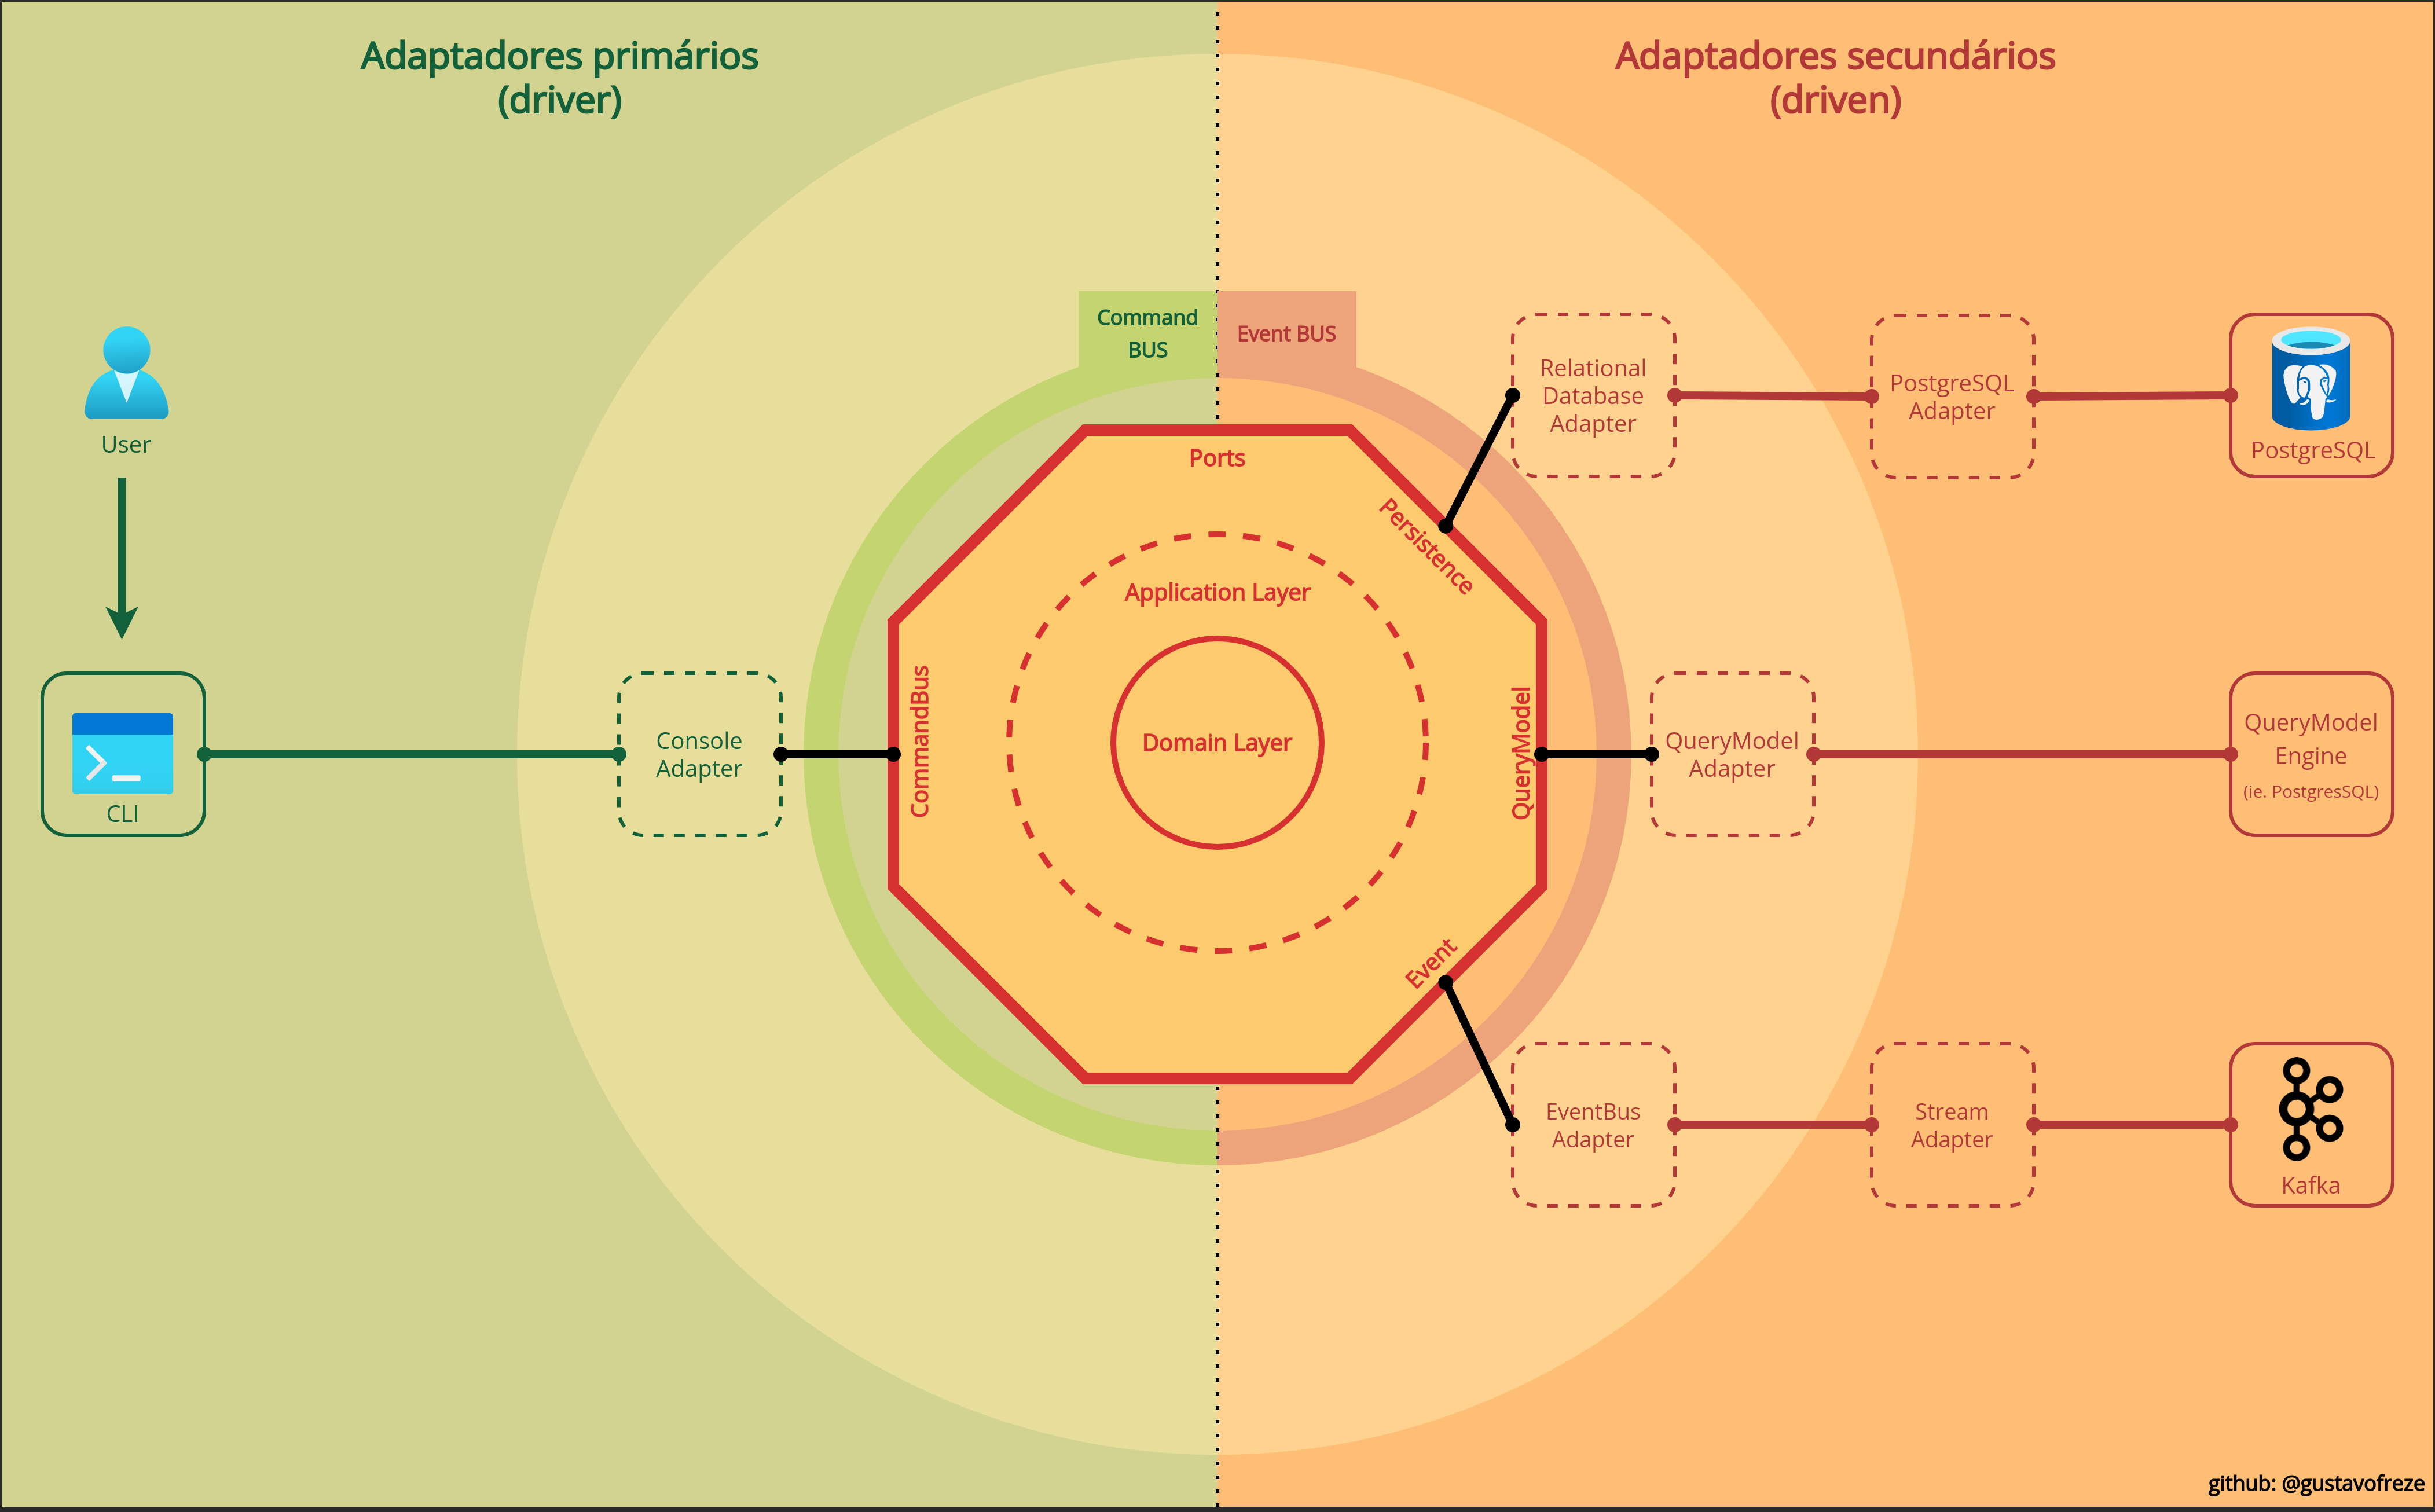 Adaptadores primários
(driver)
Adaptadores secundários
(driven)
Command
BUS
Event BUS
User
CLI
Console
Adapter
CommandBus
Ports
Application Layer
Domain Layer
Persistence
QueryModel
Event
Relational
Database
Adapter
PostgreSQL
Adapter
PostgreSQL
QueryModel
Adapter
QueryModel
Engine
(ie. PostgresSQL)
EventBus
Adapter
Stream
Adapter
Kafka
github: @gustavofreze